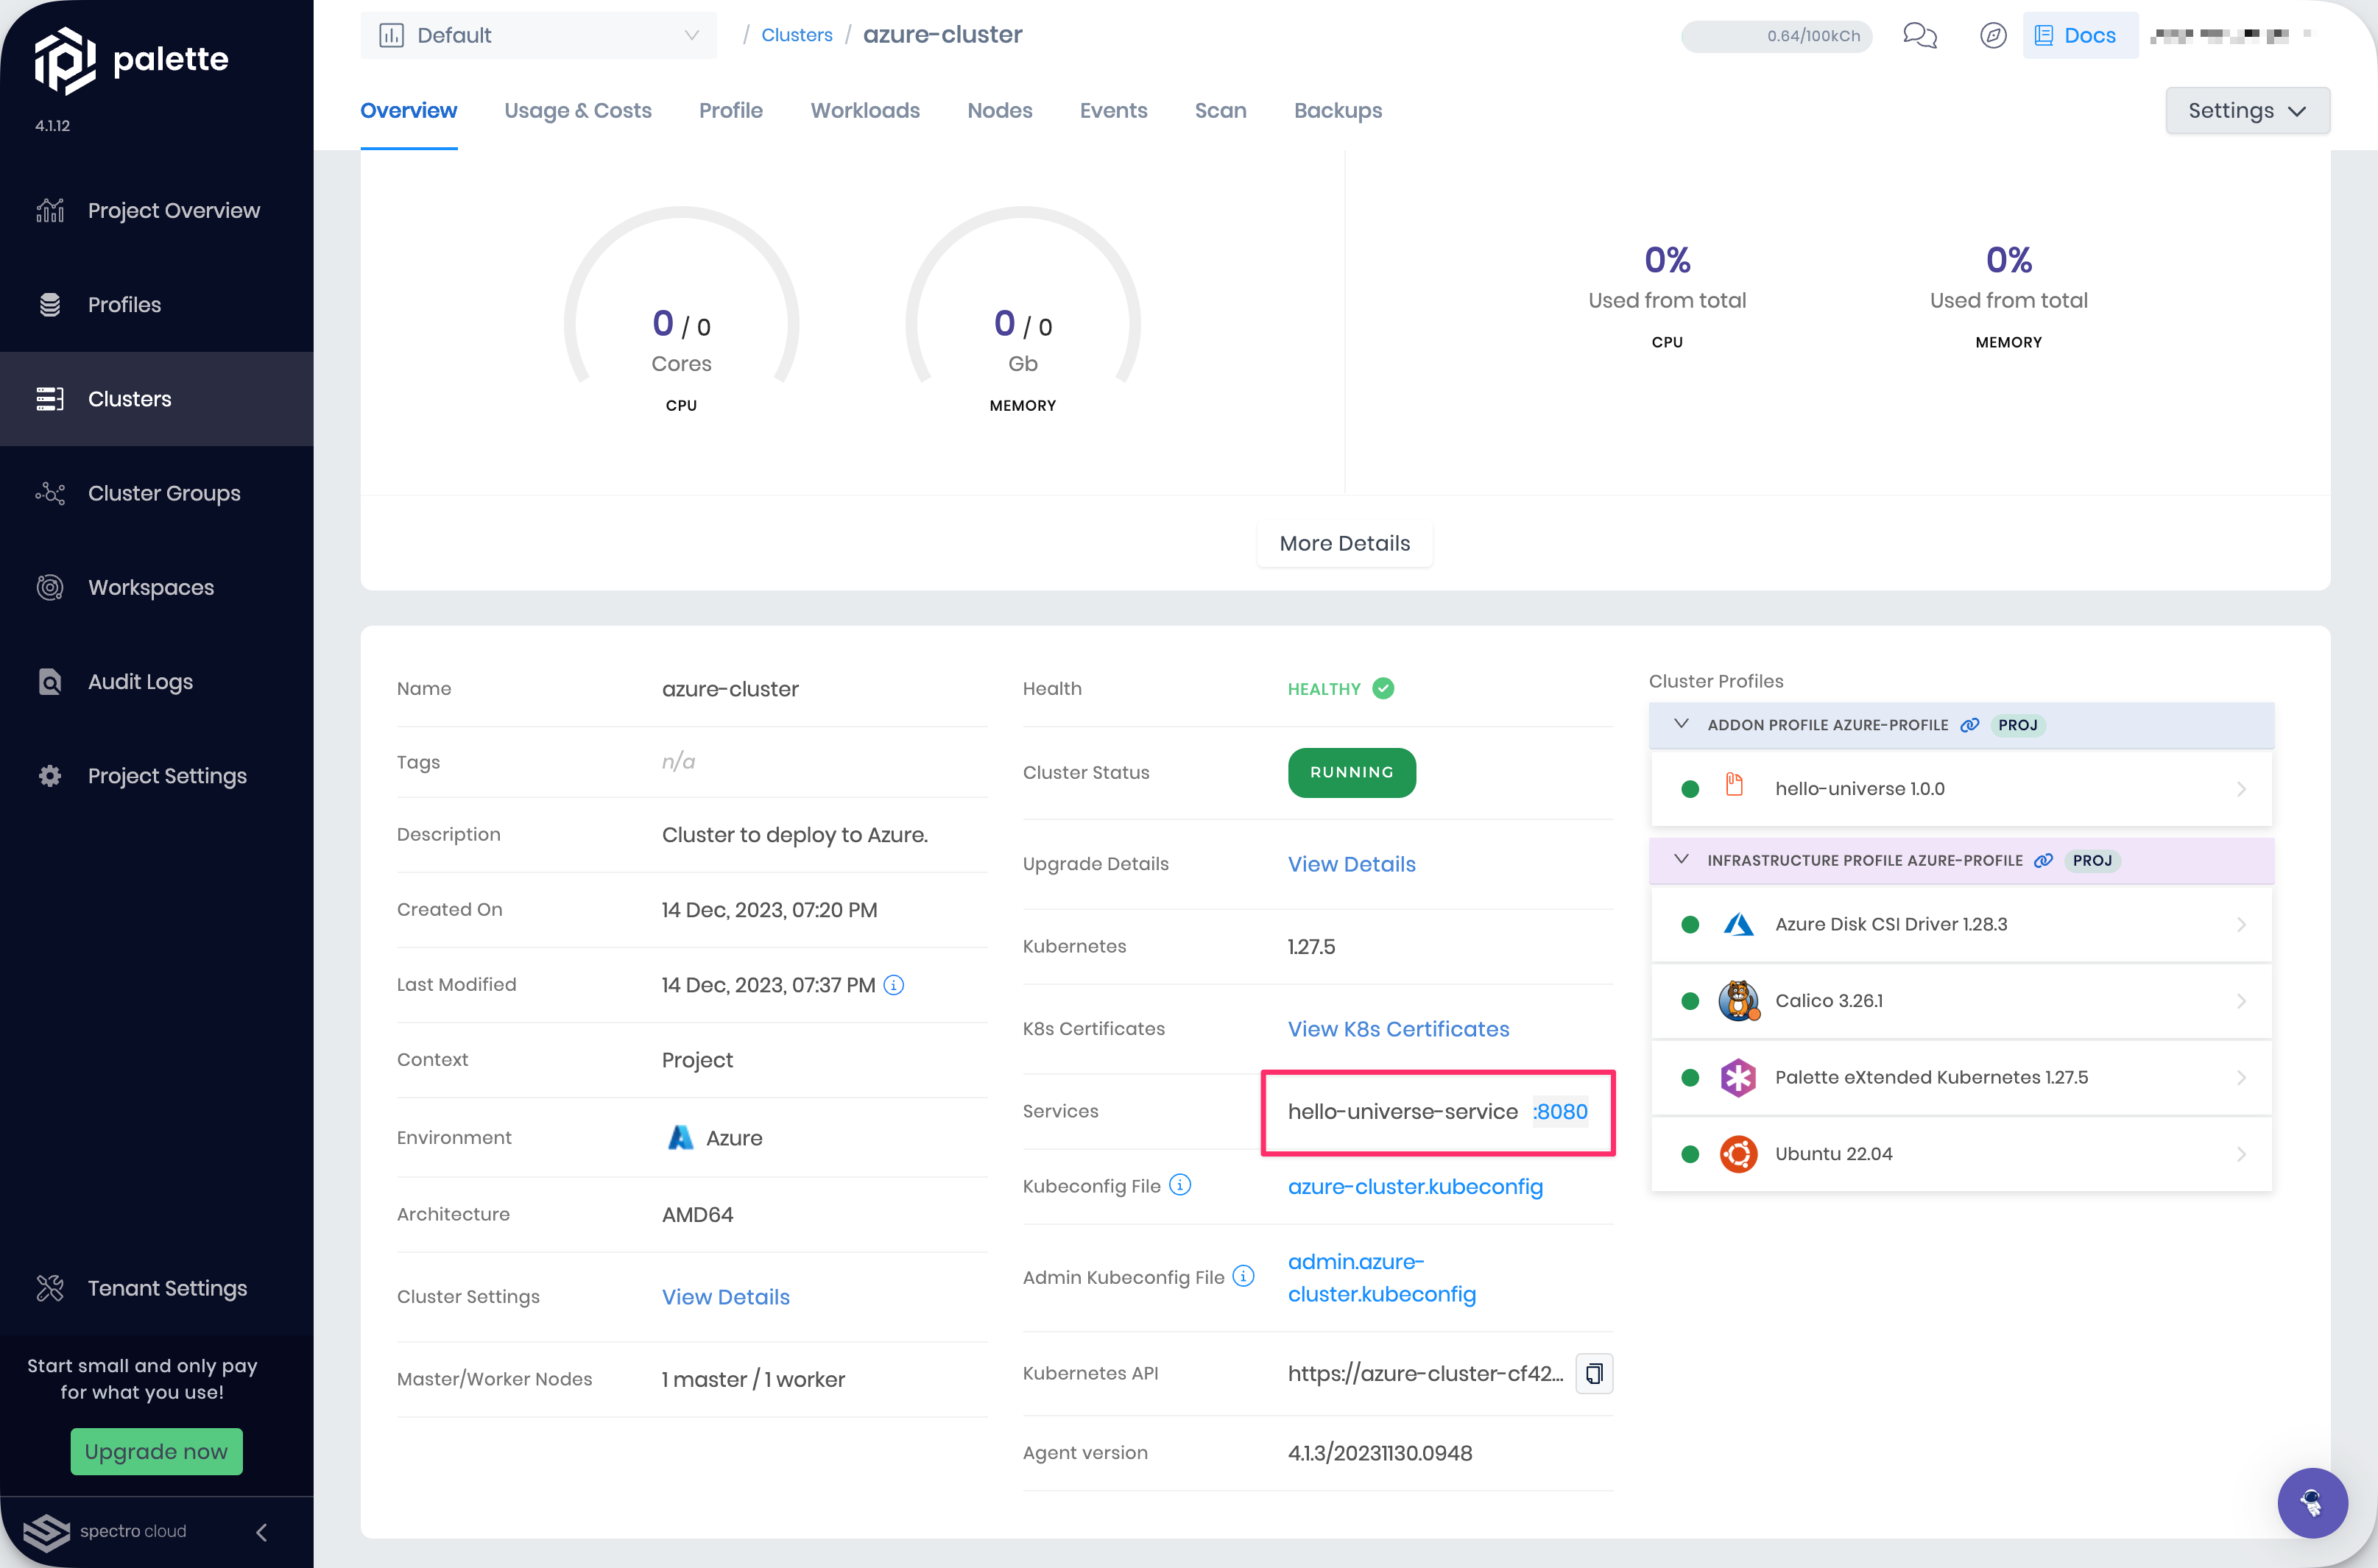 palette
4.1.12
Project Overview
Profiles
Clusters
Cluster Groups
Workspaces
Audit Logs
Project Settings
Tenant Settings
Start small and only pay
for what you use!
Upgrade now
spectro cloud
Default
/ Clusters / azure-cluster
0.64/100kCh
Docs
Overview
Usage & Costs
Profile
Workloads
Nodes
Events
Scan
Backups
Settings
0 / 0
Cores
CPU
0 / 0
Gb
MEMORY
0%
Used from total
CPU
0%
Used from total
MEMORY
More Details
Name azure-cluster
Tags n/a
Description Cluster to deploy to Azure.
Created On 14 Dec, 2023, 07:20 PM
Last Modified 14 Dec, 2023, 07:37 PM
Context Project
Environment Azure
Architecture AMD64
Cluster Settings View Details
Master/Worker Nodes 1 master / 1 worker
Health HEALTHY
Cluster Status RUNNING
Upgrade Details View Details
Kubernetes 1.27.5
K8s Certificates View K8s Certificates
Services hello-universe-service :8080
Kubeconfig File azure-cluster.kubeconfig
Admin Kubeconfig File admin.azure-
cluster.kubeconfig
Kubernetes API https://azure-cluster-cf42...
Agent version 4.1.3/20231130.0948
Cluster Profiles
ADDON PROFILE AZURE-PROFILE PROJ
hello-universe 1.0.0
INFRASTRUCTURE PROFILE AZURE-PROFILE PROJ
Azure Disk CSI Driver 1.28.3
Calico 3.26.1
Palette eXtended Kubernetes 1.27.5
Ubuntu 22.04